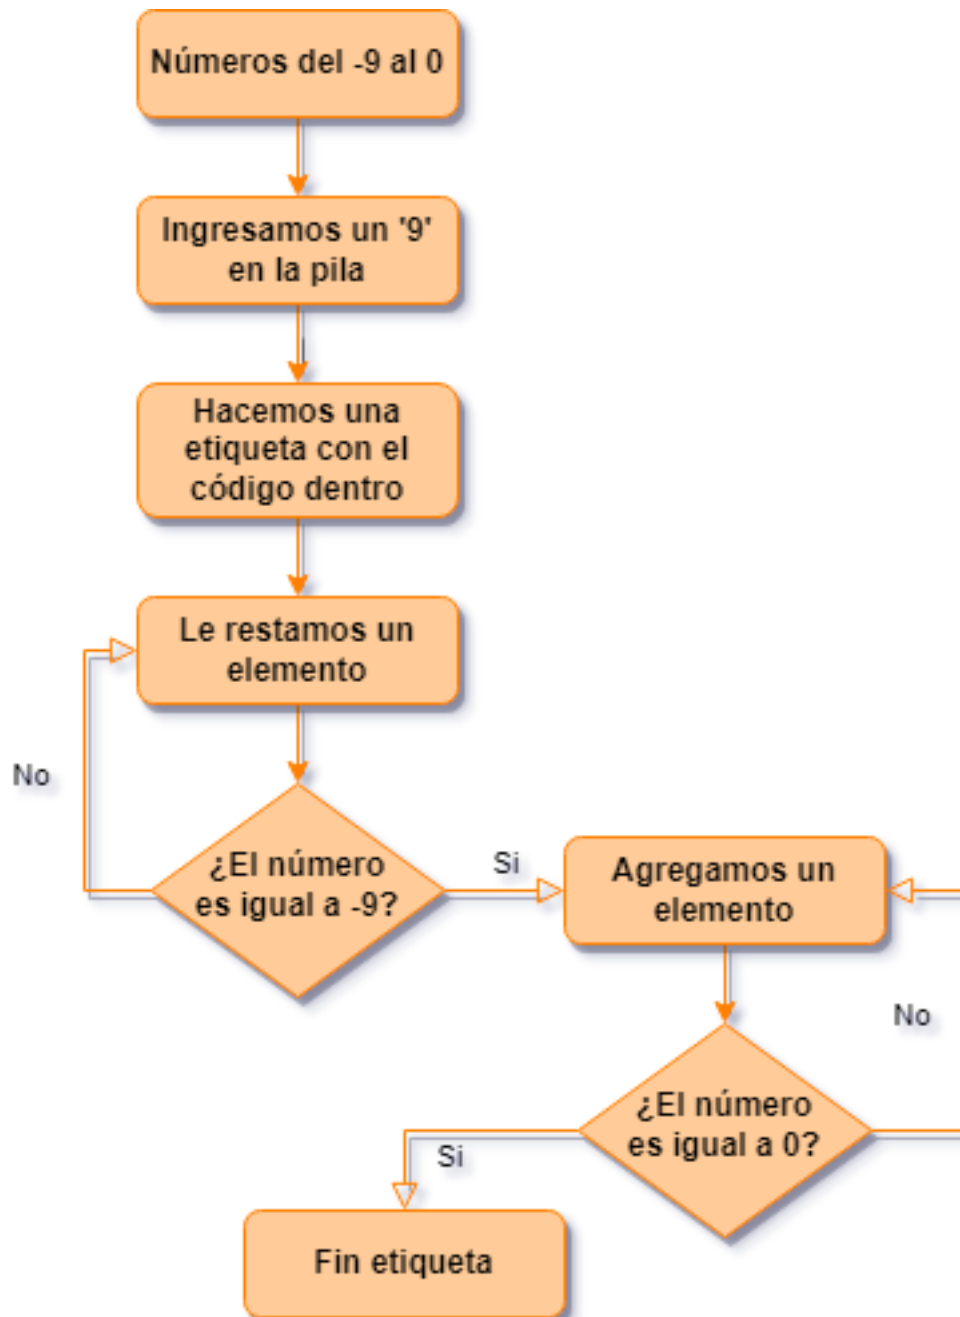 Números del -9 al 0
Ingresamos un '9'
en la pila
Hacemos una
etiqueta con el
código dentro
Le restamos un
elemento
No
¿El número
es igual a -9?
Si
Agregamos un
elemento
No
¿El número
es igual a 0?
Si
Fin etiqueta